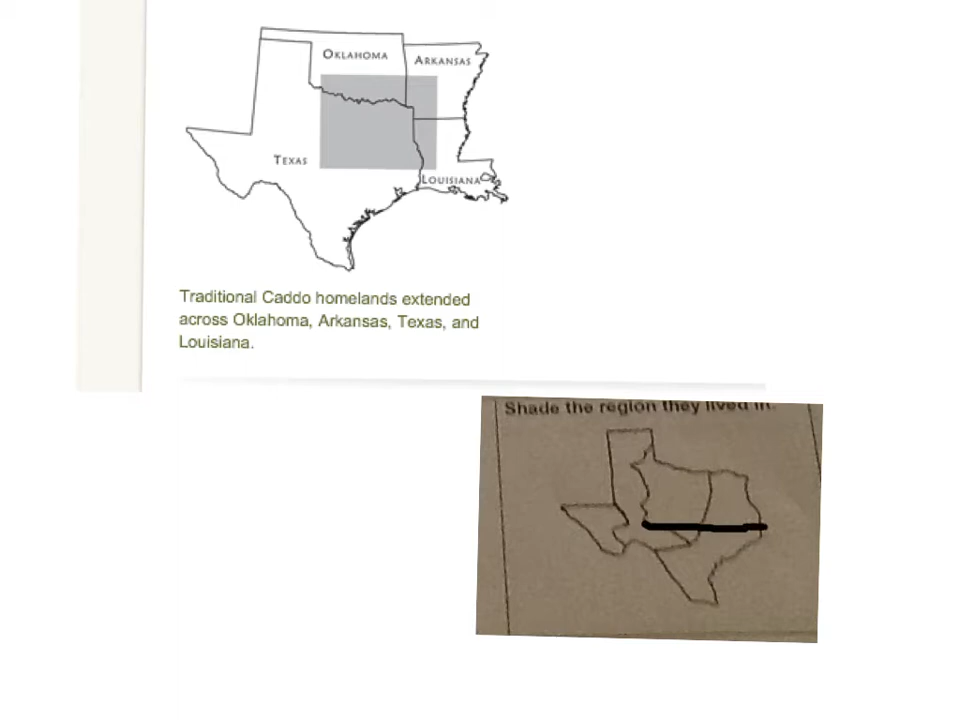 OKLAHOMA
ARKANSAS
TEXAS
LOUISIANA
Traditional Caddo homelands extended
across Oklahoma, Arkansas, Texas, and
Louisiana.
Shade the region they lived in.